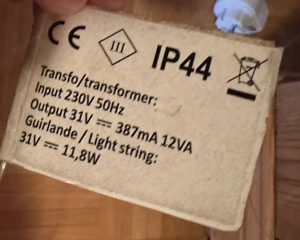 CE III IP44
Transfo/transformer:
Input 230V 50Hz
Output 31V ⎓ 387mA 12VA
Guirlande / Light string:
31V ⎓ 11,8W